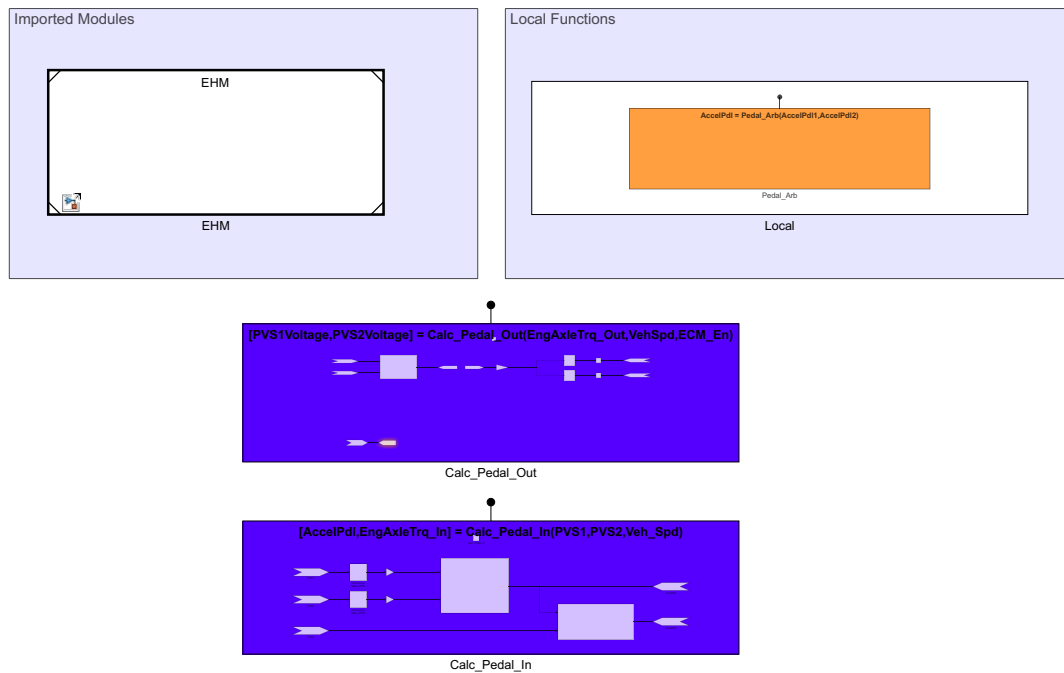 Imported Modules
Local Functions
EHM
EHM
AccelPdl = Pedal_Arb(AccelPdl1,AccelPdl2)
Pedal_Arb
Local
[PVS1Voltage,PVS2Voltage] = Calc_Pedal_Out(EngAxleTrq_Out,VehSpd,ECM_En)
Calc_Pedal_Out
[AccelPdl,EngAxleTrq_In] = Calc_Pedal_In(PVS1,PVS2,Veh_Spd)
Calc_Pedal_In